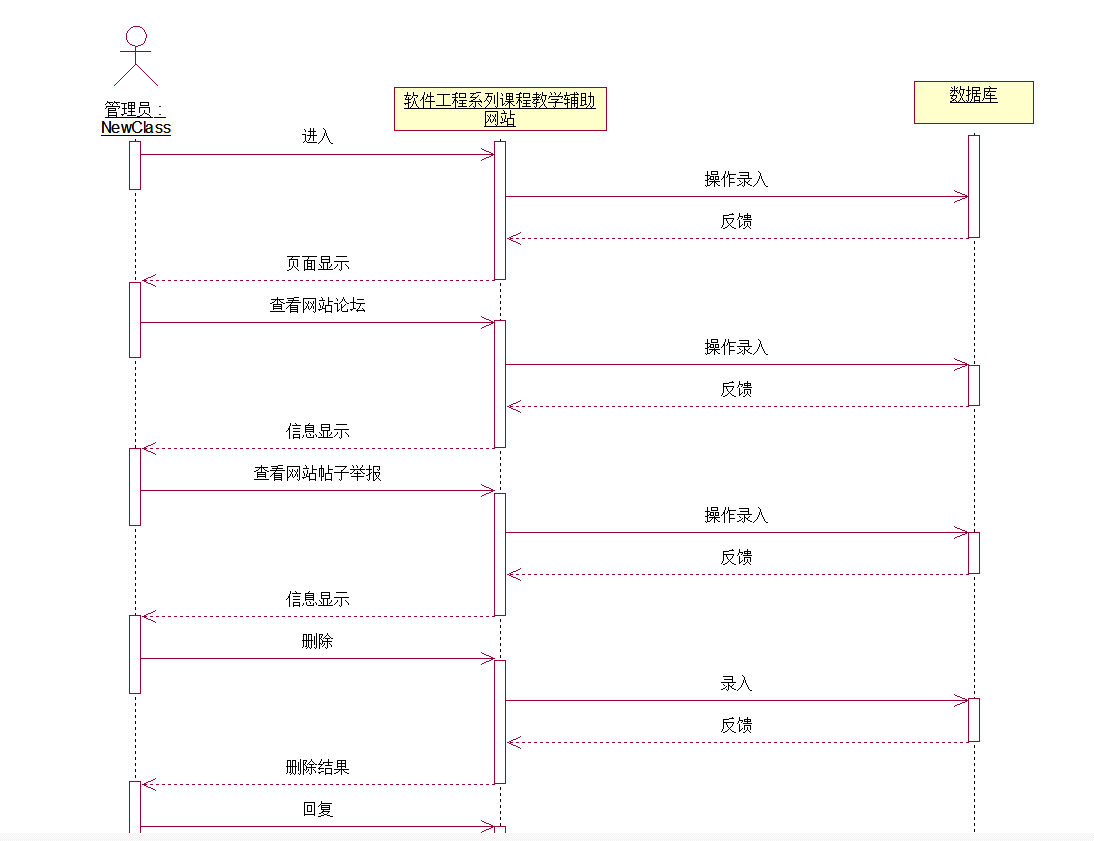 管理员 :
NewClass
软件工程系列课程教学辅助
网站
数据库
进入
操作录入
反馈
页面显示
查看网站论坛
操作录入
反馈
信息显示
查看网站帖子举报
操作录入
反馈
信息显示
删除
录入
反馈
删除结果
回复